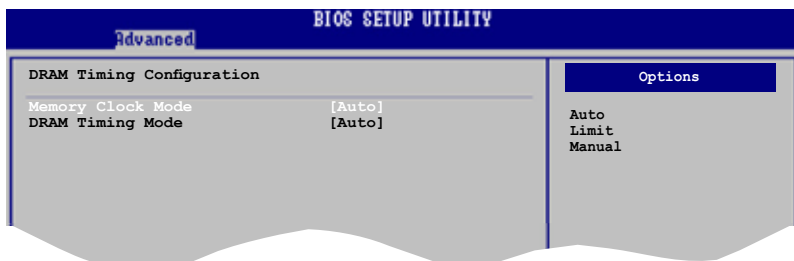 BIOS SETUP UTILITY
Advanced
DRAM Timing Configuration
Memory Clock Mode [Auto]
DRAM Timing Mode [Auto]
Options
Auto
Limit
Manual